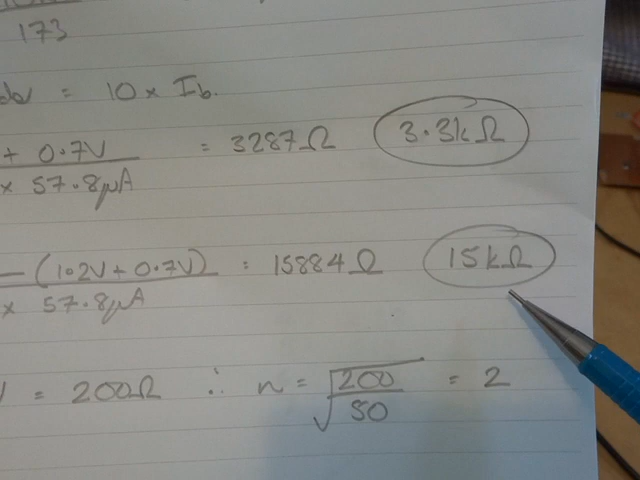 173
= 10 x Ib.
+ 0.7V
= 3287Ω 3.3kΩ
x 57.8µA
— (1.2V + 0.7V) : 15884Ω 15kΩ
x 57.8µA
= 200Ω ∴ n = √200/50 = 2